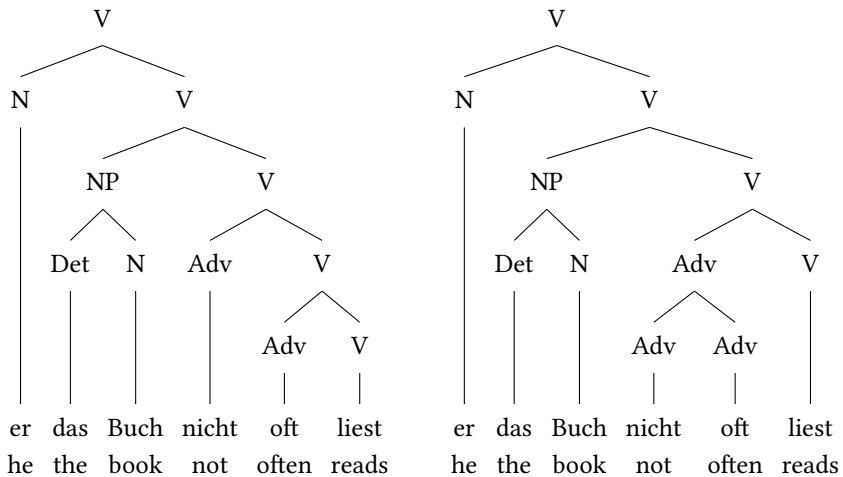 V V
N V N V
NP V NP V
Det N Adv V Det N Adv V
Adv V Adv Adv
er das Buch nicht oft liest er das Buch nicht oft liest
he the book not often reads he the book not often reads